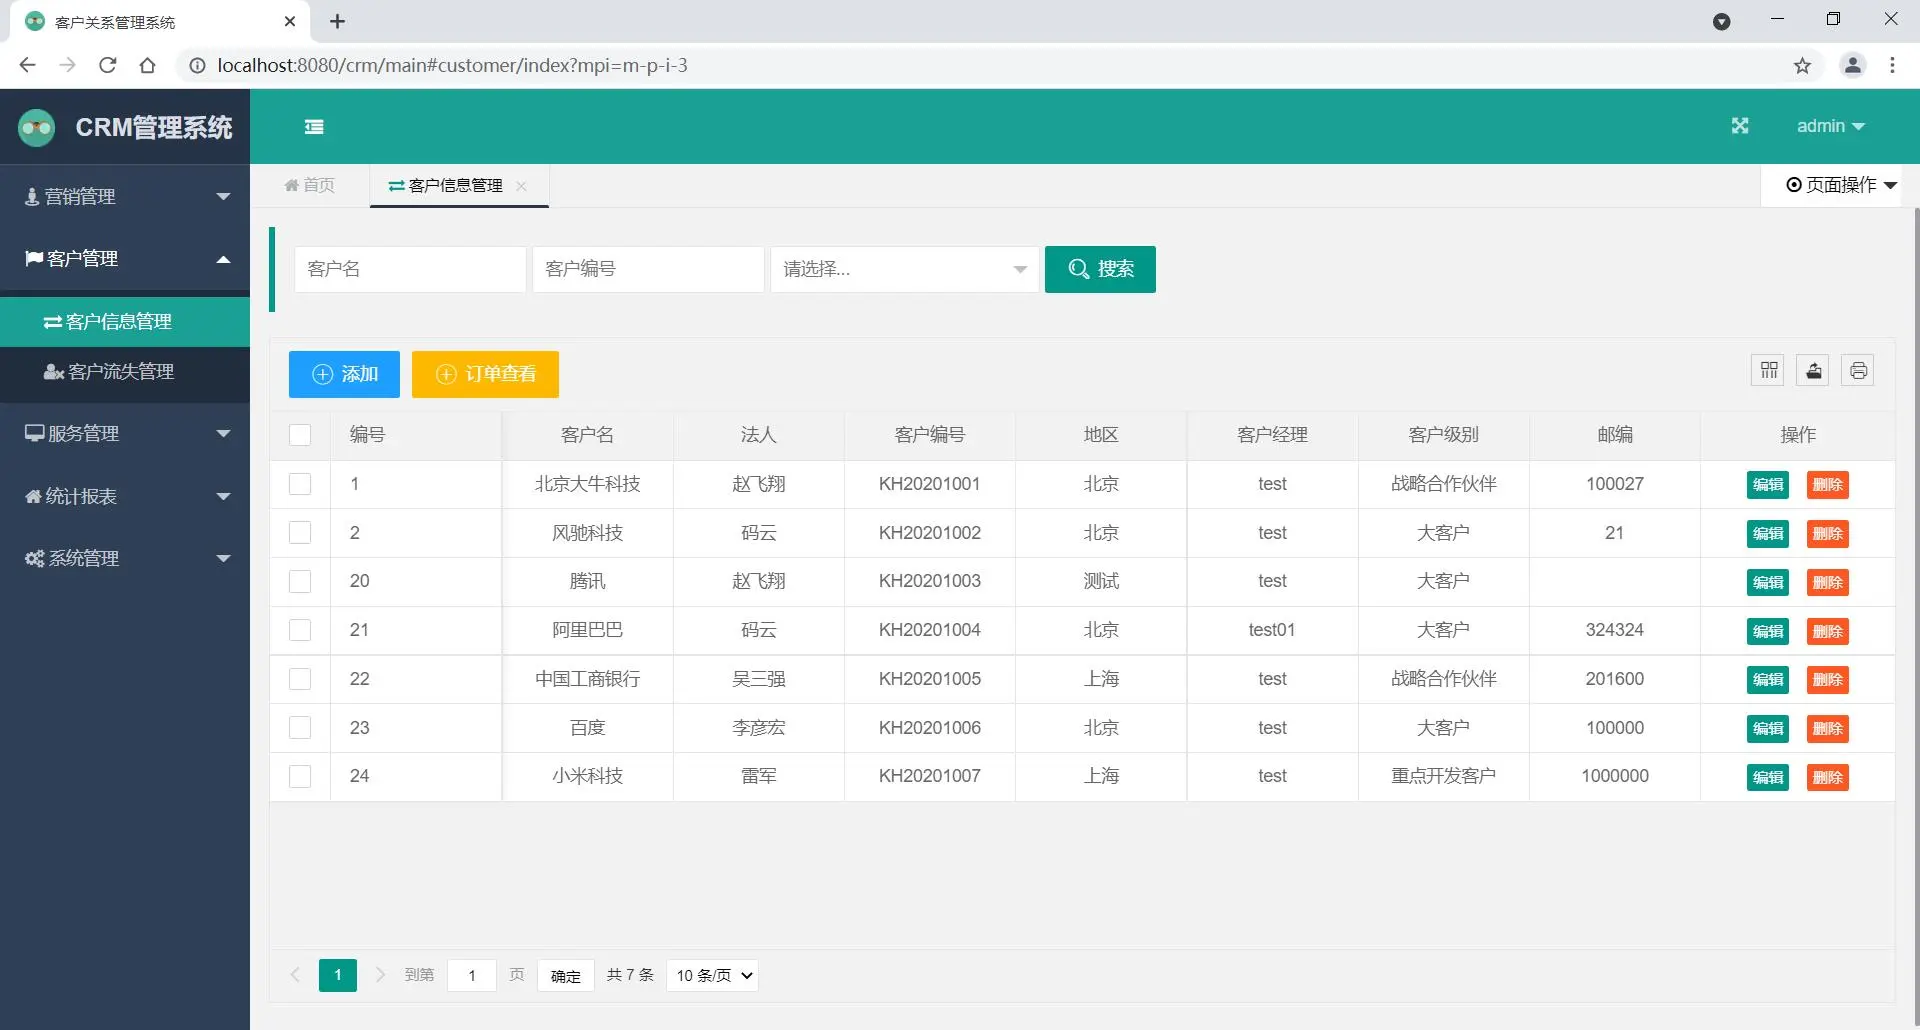 客户关系管理系统
localhost:8080/crm/main#customer/index?mpi=m-p-i-3
CRM管理系统
admin
营销管理
客户管理
客户信息管理
客户流失管理
服务管理
统计报表
系统管理
首页
客户信息管理
页面操作
客户名
客户编号
请选择...
搜索
添加
订单查看
编号 客户名 法人 客户编号 地区 客户经理 客户级别 邮编 操作
1 北京大牛科技 赵飞翔 KH20201001 北京 test 战略合作伙伴 100027 编辑 删除
2 风驰科技 码云 KH20201002 北京 test 大客户 21 编辑 删除
20 腾讯 赵飞翔 KH20201003 测试 test 大客户 编辑 删除
21 阿里巴巴 码云 KH20201004 北京 test01 大客户 324324 编辑 删除
22 中国工商银行 吴三强 KH20201005 上海 test 战略合作伙伴 201600 编辑 删除
23 百度 李彦宏 KH20201006 北京 test 大客户 100000 编辑 删除
24 小米科技 雷军 KH20201007 上海 test 重点开发客户 1000000 编辑 删除
1 到第 1 页 确定 共 7 条 10 条/页